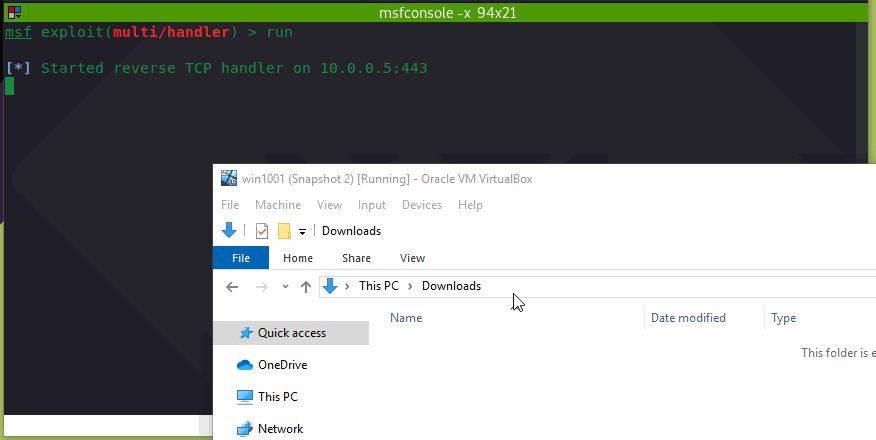 msfconsole -x 94x21
msf exploit(multi/handler) > run
[*] Started reverse TCP handler on 10.0.0.5:443
win1001 (Snapshot 2) [Running] - Oracle VM VirtualBox
File Machine View Input Devices Help
Downloads
File Home Share View
This PC Downloads
Name Date modified Type
Quick access
This folder is e
OneDrive
This PC
Network